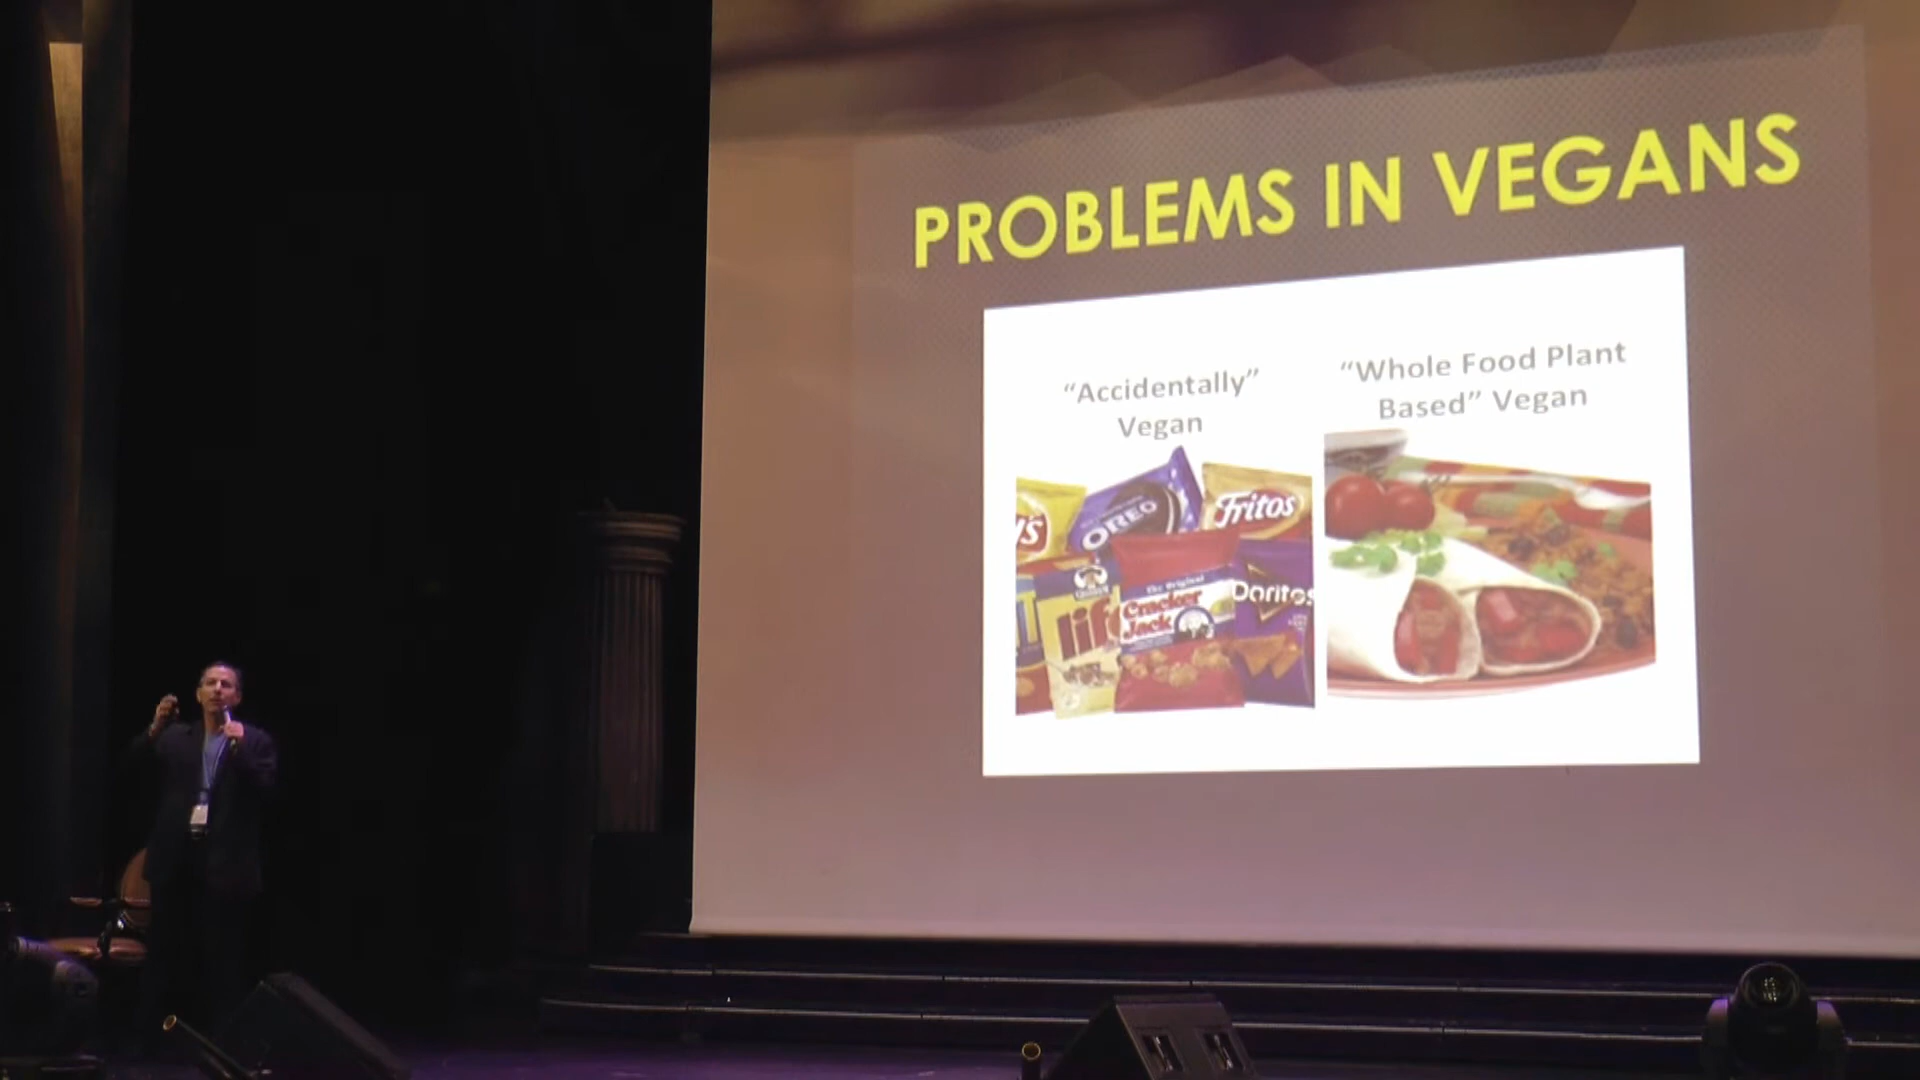 PROBLEMS IN VEGANS
“Accidentally”
Vegan
“Whole Food Plant
Based” Vegan
OREO
Fritos
The Original
Cracker
Jack
Doritos